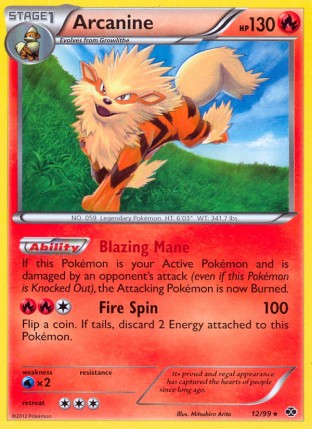 STAGE1
Arcanine
HP130
Evolves from Growlithe
NO. 059 Legendary Pokémon. HT: 6'03" WT: 341.7 lbs.
Ability Blazing Mane
If this Pokémon is your Active Pokémon and is
damaged by an opponent's attack (even if this Pokémon
is Knocked Out), the Attacking Pokémon is now Burned.
Fire Spin 100
Flip a coin. If tails, discard 2 Energy attached to this
Pokémon.
weakness resistance
×2
retreat
Its proud and regal appearance
has captured the hearts of people
since long ago.
©2012 Pokémon
Illus. Mitsuhiro Arita
12/99 ★